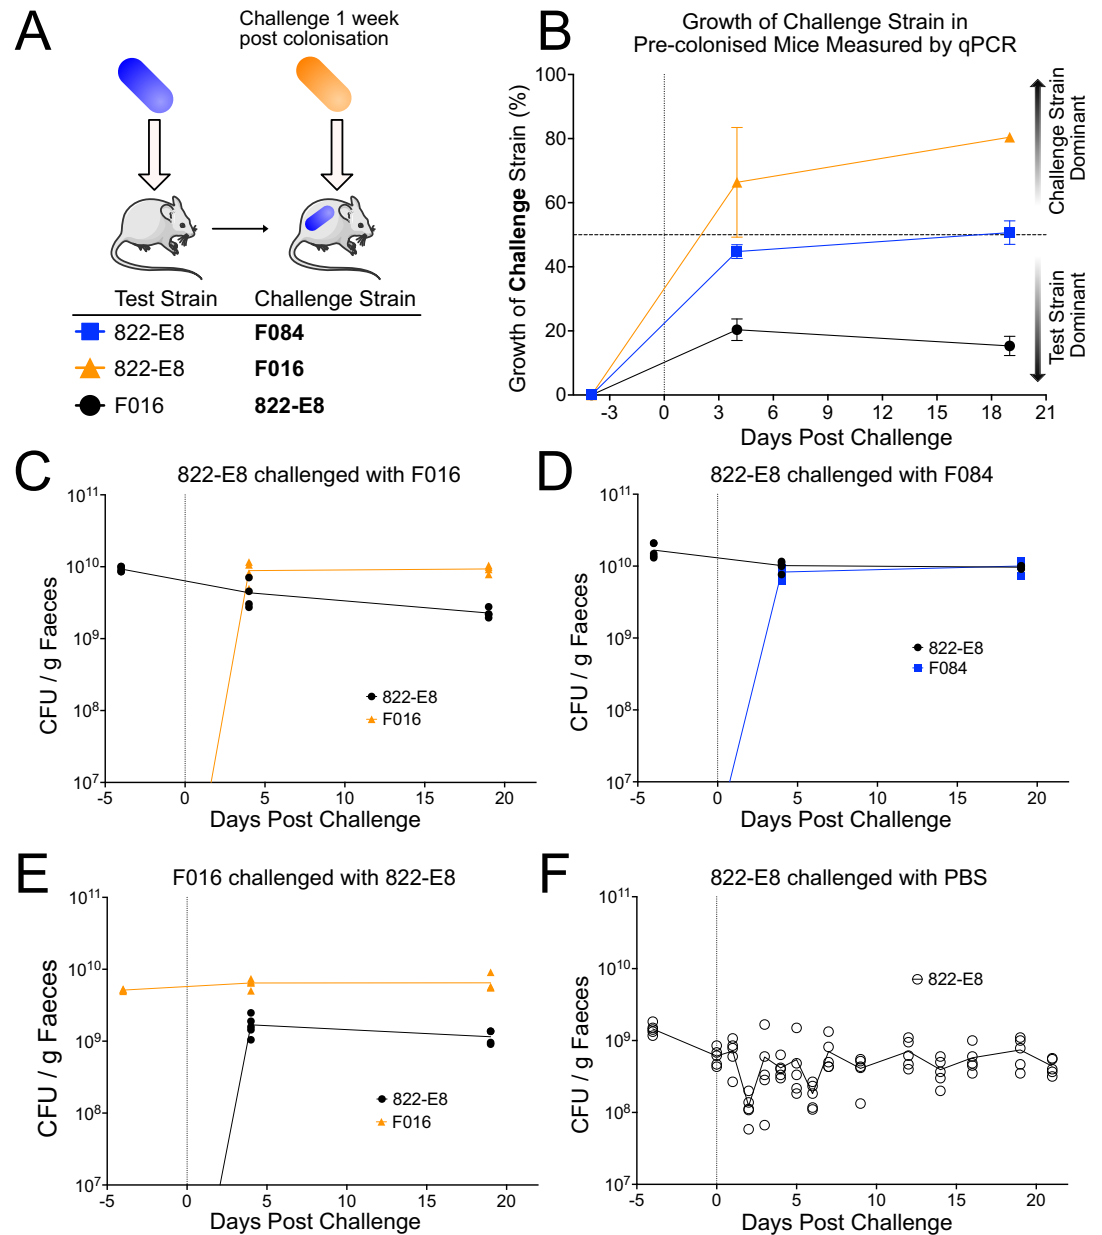 A
Challenge 1 week
post colonisation
Test Strain Challenge Strain
822-E8 F084
822-E8 F016
F016 822-E8
B
Growth of Challenge Strain in
Pre-colonised Mice Measured by qPCR
Growth of Challenge Strain (%)
100
80
60
40
20
0
-3 0 3 6 9 12 15 18 21
Days Post Challenge
Challenge Strain
Dominant
Test Strain
Dominant
C
822-E8 challenged with F016
CFU / g Faeces
10¹¹
10¹⁰
10⁹
10⁸
10⁷
822-E8
F016
-5 0 5 10 15 20
Days Post Challenge
D
822-E8 challenged with F084
CFU / g Faeces
10¹¹
10¹⁰
10⁹
10⁸
10⁷
822-E8
F084
-5 0 5 10 15 20
Days Post Challenge
E
F016 challenged with 822-E8
CFU / g Faeces
10¹¹
10¹⁰
10⁹
10⁸
10⁷
822-E8
F016
-5 0 5 10 15 20
Days Post Challenge
F
822-E8 challenged with PBS
CFU / g Faeces
10¹¹
10¹⁰
10⁹
10⁸
10⁷
822-E8
-5 0 5 10 15 20
Days Post Challenge